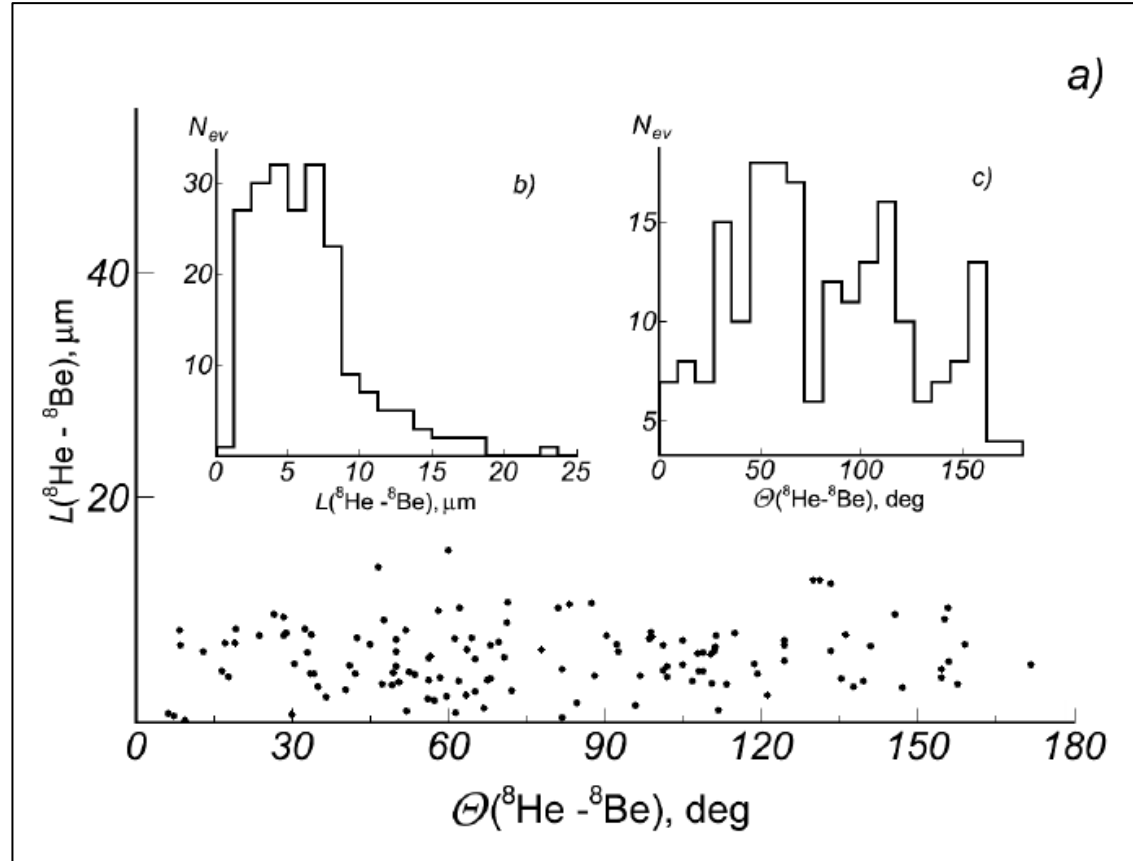 a)
N_ev
30
20
10
0 5 10 15 20 25
L(⁸He - ⁸Be), μm
b)
N_ev
15
10
5
0 50 100 150
Θ(⁸He-⁸Be), deg
c)
L(⁸He - ⁸Be), μm
40
20
0 30 60 90 120 150 180
Θ(⁸He - ⁸Be), deg